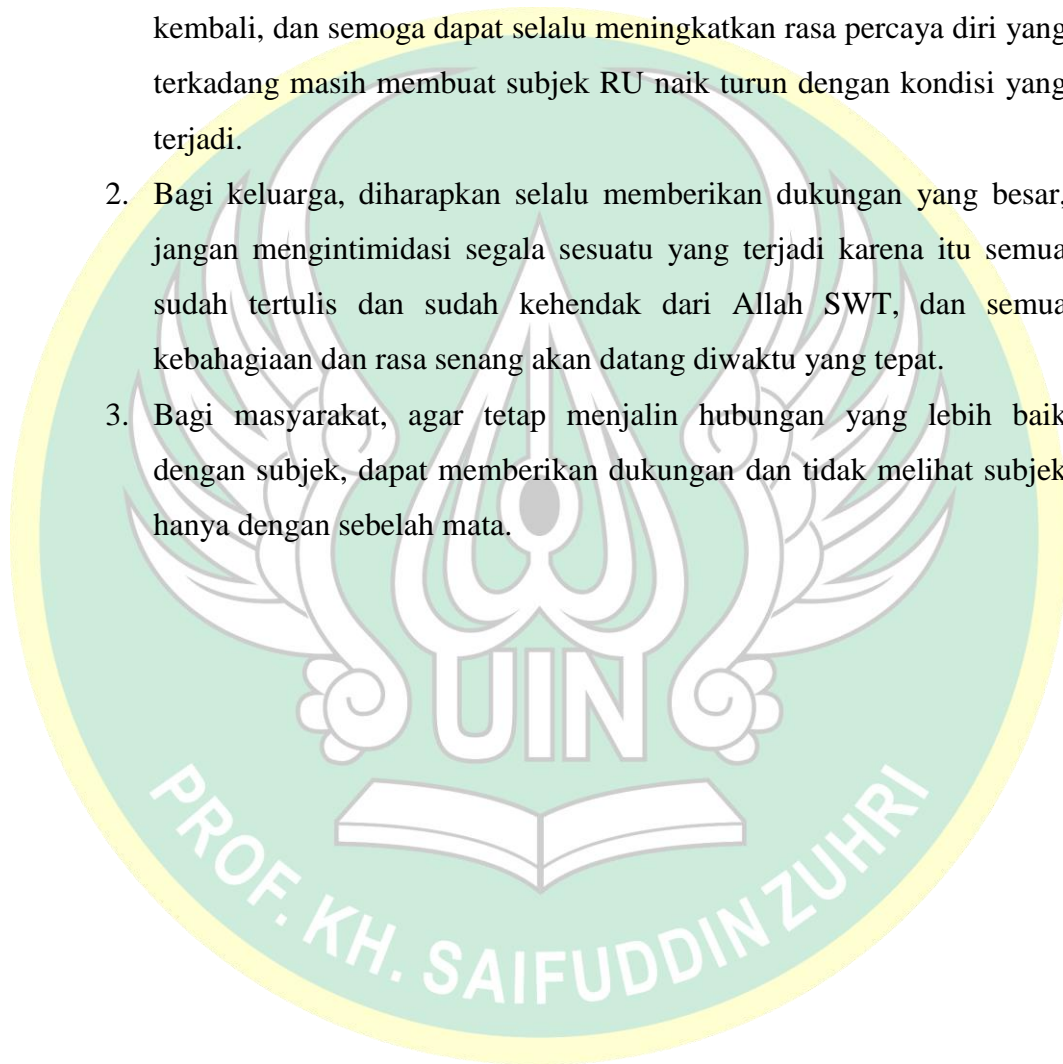 kembali, dan semoga dapat selalu meningkatkan rasa percaya diri yang
terkadang masih membuat subjek RU naik turun dengan kondisi yang
terjadi.
2. Bagi keluarga, diharapkan selalu memberikan dukungan yang besar,
jangan mengintimidasi segala sesuatu yang terjadi karena itu semua
sudah tertulis dan sudah kehendak dari Allah SWT, dan semua
kebahagiaan dan rasa senang akan datang diwaktu yang tepat.
3. Bagi masyarakat, agar tetap menjalin hubungan yang lebih baik
dengan subjek, dapat memberikan dukungan dan tidak melihat subjek
hanya dengan sebelah mata.
UIN
PROF. KH. SAIFUDDIN ZUHRI